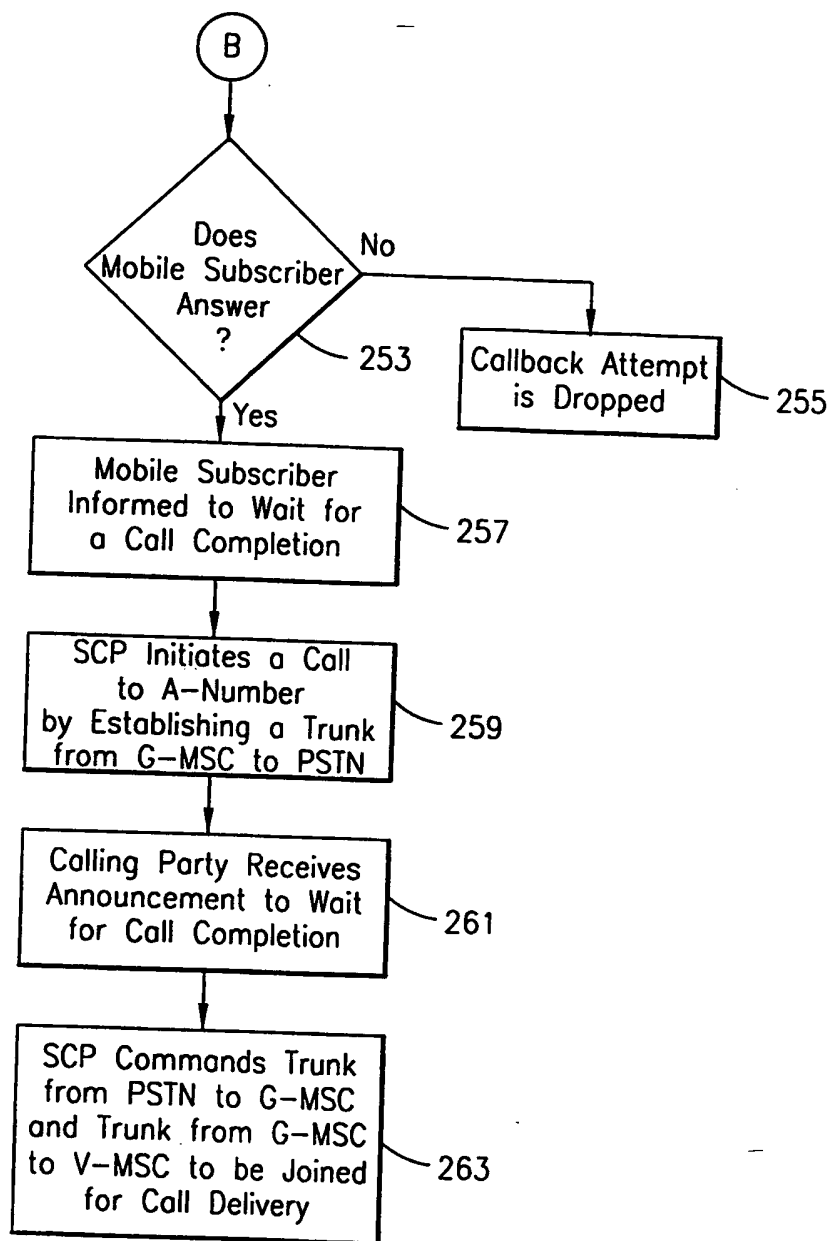 B
Does
Mobile Subscriber
Answer
?
No
253
Callback Attempt
is Dropped
255
Yes
Mobile Subscriber
Informed to Wait for
a Call Completion
257
SCP Initiates a Call
to A-Number
by Establishing a Trunk
from G-MSC to PSTN
259
Calling Party Receives
Announcement to Wait
for Call Completion
261
SCP Commands Trunk
from PSTN to G-MSC
and Trunk from G-MSC
to V-MSC to be Joined
for Call Delivery
263